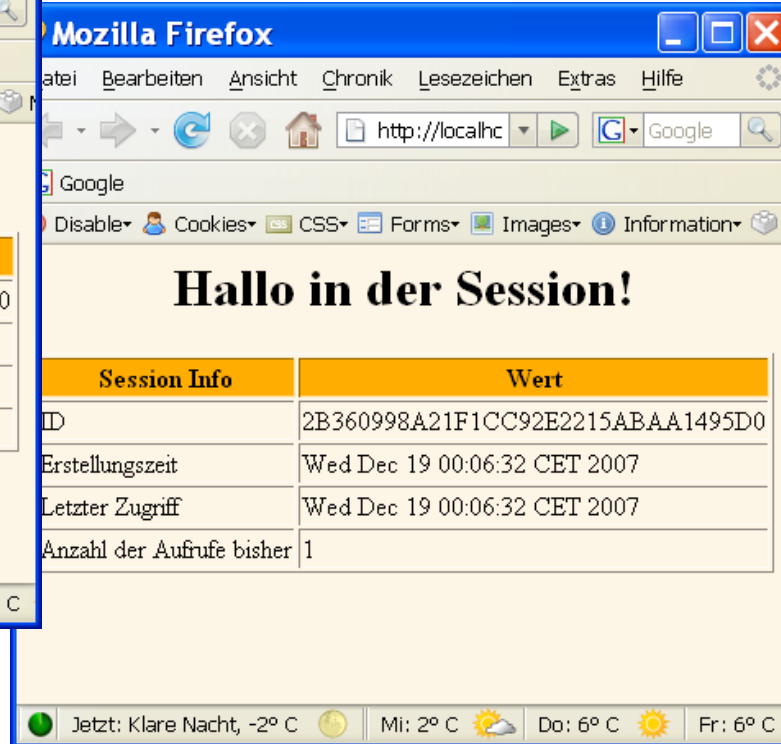 Mozilla Firefox
atei Bearbeiten Ansicht Chronik Lesezeichen Extras Hilfe
http://localhc G Google
Google
Disable Cookies CSS Forms Images Information
Hallo in der Session!
Session Info Wert
ID 2B360998A21F1CC92E2215ABAA1495D0
Erstellungszeit Wed Dec 19 00:06:32 CET 2007
Letzter Zugriff Wed Dec 19 00:06:32 CET 2007
Anzahl der Aufrufe bisher 1
0
C
Jetzt: Klare Nacht, -2° C Mi: 2° C Do: 6° C Fr: 6° C